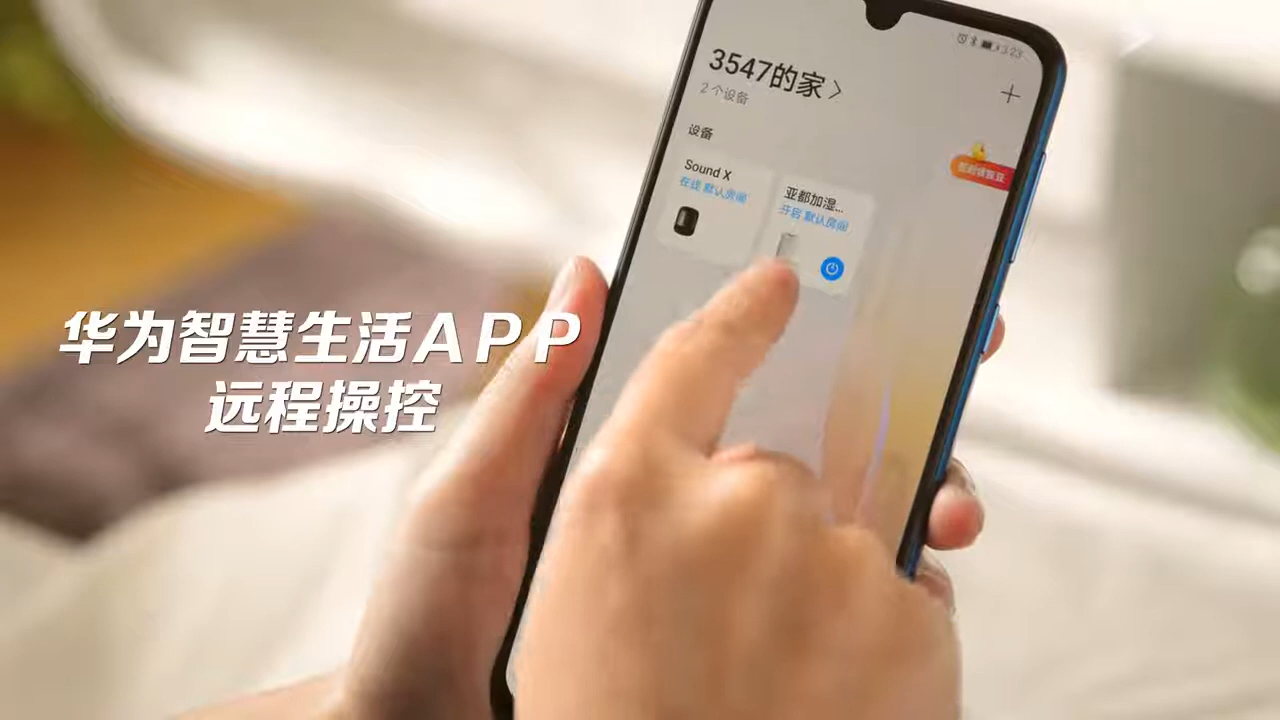 华为智慧生活APP
远程操控
3:23
3547的家
2 个设备
设备
Sound X
在线 默认房间
亚都加湿...
开启 默认房间